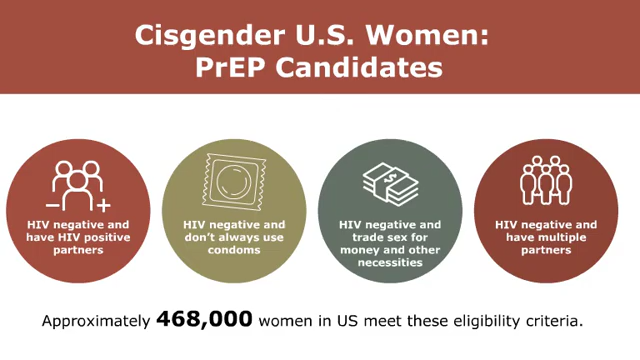 Cisgender U.S. Women:
PrEP Candidates
HIV negative and
have HIV positive
partners
HIV negative and
don't always use
condoms
HIV negative and
trade sex for
money and other
necessities
HIV negative and
have multiple
partners
Approximately 468,000 women in US meet these eligibility criteria.